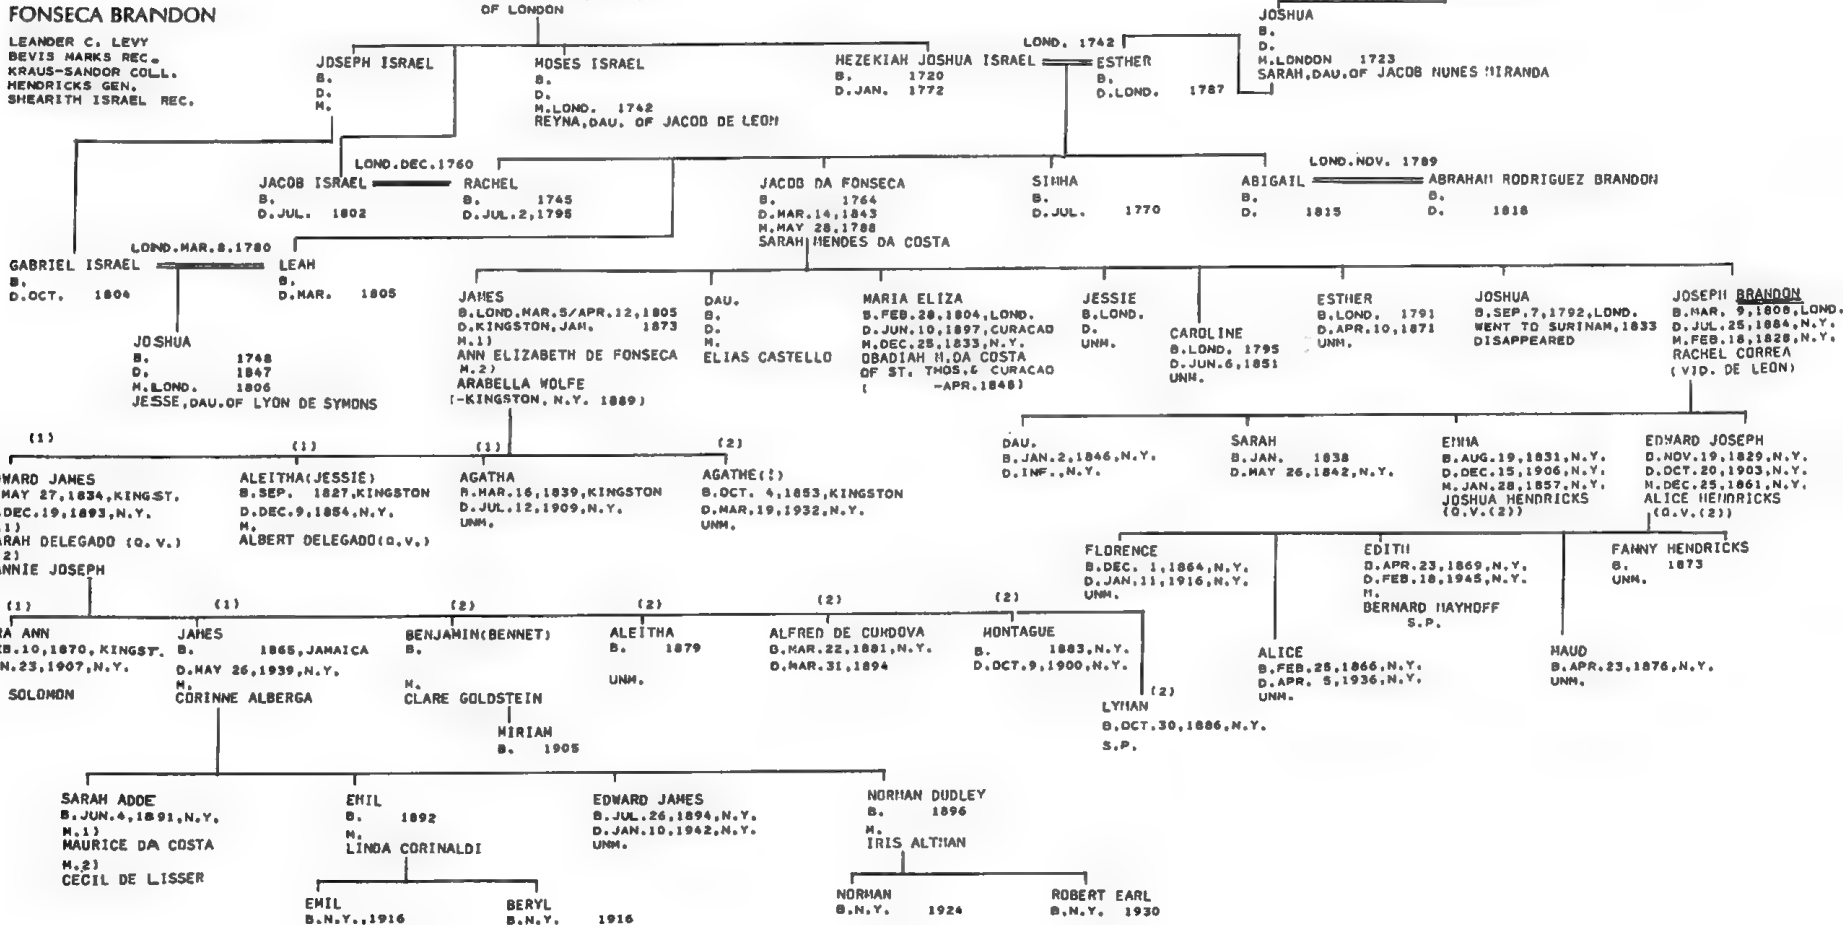 FONSECA BRANDON
LEANDER C. LEVY
BEVIS MARKS REC.
KRAUS-SANDOR COLL.
HENDRICKS GEN.
SHEARITH ISRAEL REC.
OF LONDON
JOSEPH ISRAEL
B.
D.
M.
MOSES ISRAEL
B.
D.
M.LOND. 1742
REYNA,DAU. OF JACOB DE LEON
HEZEKIAH JOSHUA ISRAEL
B. 1720
D.JAN. 1772
LOND. 1742
ESTHER
B.
D.LOND. 1787
JOSHUA
B.
D.
M.LONDON 1723
SARAH,DAU.OF JACOB NUNES MIRANDA
JACOB ISRAEL
B.
D.JUL. 1802
LOND.DEC.1760
RACHEL
B. 1745
D.JUL.2,1795
JACOB DA FONSECA
B. 1764
D.MAR.14,1843
M.MAY 28,1788
SARAH MENDES DA COSTA
SIMHA
B.
D.JUL. 1770
ABIGAIL
B.
D. 1815
LOND.NOV. 1789
ABRAHAM RODRIGUEZ BRANDON
B.
D. 1818
GABRIEL ISRAEL
B.
D.OCT. 1804
LOND.MAR.8.1780
LEAH
B.
D.MAR. 1805
JOSHUA
B. 1748
D. 1847
M.LOND. 1806
JESSE,DAU.OF LYON DE SYMONS
JAMES
B.LOND.MAR.5/APR.12,1805
D.KINGSTON,JAM. 1873
M.1)
ANN ELIZABETH DE FONSECA
M.2)
ARABELLA WOLFE
(-KINGSTON, N.Y. 1889)
DAU.
B.
D.
M.
ELIAS CASTELLO
MARIA ELIZA
B.FEB.28,1804,LOND.
D.JUN.10,1897,CURACAO
M.DEC.25,1833,N.Y.
OBADIAH M.DA COSTA
OF ST. THOS.& CURACAO
( -APR.1848)
JESSIE
B.LOND.
D.
UNM.
CAROLINE
B.LOND. 1795
D.JUN.6,1851
UNM.
ESTHER
B.LOND. 1791
D.APR.10,1871
UNM.
JOSHUA
B.SEP.7,1792,LOND.
WENT TO SURINAM,1833
DISAPPEARED
JOSEPH BRANDON
B.MAR. 9,1808,LOND.
D.JUL.25,1884,N.Y.
M.FEB.18,1828,N.Y.
RACHEL CORREA
(VID. DE LEON)
(1)
WARD JAMES
MAY 27,1834,KINGST.
.DEC.19,1893,N.Y.
.1)
ARAH DELEGADO (Q.V.)
2)
ANNIE JOSEPH
(1)
ALEITHA(JESSIE)
B.SEP. 1827,KINGSTON
D.DEC.9,1854,N.Y.
M.
ALBERT DELEGADO(Q.V.)
(1)
AGATHA
B.MAR.16,1839,KINGSTON
D.JUL.12,1909,N.Y.
UNM.
(2)
AGATHE(!)
B.OCT. 4,1853,KINGSTON
D.MAR.19,1932,N.Y.
UNM.
DAU.
B.JAN.2,1846,N.Y.
D.INF.,N.Y.
SARAH
B.JAN. 1838
D.MAY 26,1842,N.Y.
EMMA
B.AUG.19,1831,N.Y.
D.DEC.15,1906,N.Y.
M.JAN.28,1857,N.Y.
JOSHUA HENDRICKS
(Q.V.(2))
EDWARD JOSEPH
B.NOV.19,1829,N.Y.
D.OCT.20,1903,N.Y.
M.DEC.25,1861,N.Y.
ALICE HENDRICKS
(Q.V.(2))
FLORENCE
B.DEC. 1,1864,N.Y.
D.JAN.11,1916,N.Y.
UNM.
EDITH
B.APR.23,1869,N.Y.
D.FEB.18,1945,N.Y.
M.
BERNARD MAYHOFF
S.P.
FANNY HENDRICKS
B. 1873
UNM.
ALICE
B.FEB.25,1866,N.Y.
D.APR. 5,1936,N.Y.
UNM.
MAUD
B.APR.23,1876,N.Y.
UNM.
(1)
RA ANN
EB.10,1870, KINGST.
N.23,1907,N.Y.
SOLOMON
(1)
JAMES
B. 1865,JAMAICA
D.MAY 26,1939,N.Y.
M.
CORINNE ALBERGA
(2)
BENJAMIN(BENNET)
B.
M.
CLARE GOLDSTEIN
MIRIAM
B. 1905
(2)
ALEITHA
B. 1879
UNM.
(2)
ALFRED DE CORDOVA
B.MAR.22,1881,N.Y.
D.MAR.31,1894
(2)
MONTAGUE
B. 1883,N.Y.
D.OCT.9,1900,N.Y.
(2)
LYMAN
B.OCT.30,1886,N.Y.
S.P.
SARAH ADDE
B.JUN.4,1891,N.Y.
M.1)
MAURICE DA COSTA
M.2)
CECIL DE LISSER
EMIL
B. 1892
M.
LINDA CORINALDI
EDWARD JAMES
B.JUL.26,1894,N.Y.
D.JAN.10,1942,N.Y.
UNM.
NORMAN DUDLEY
B. 1896
M.
IRIS ALTMAN
EMIL
B.N.Y.,1916
BERYL
B.N.Y. 1916
NORMAN
B.N.Y. 1924
ROBERT EARL
B.N.Y. 1930